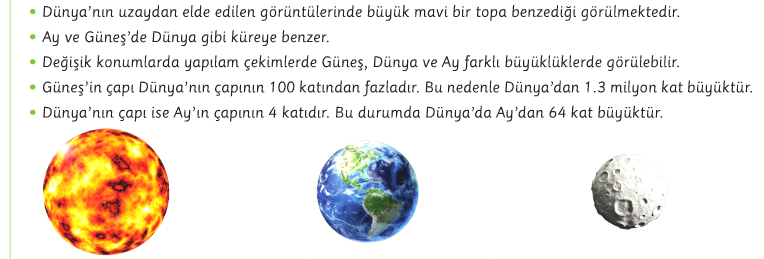 • Dünya'nın uzaydan elde edilen görüntülerinde büyük mavi bir topa benzediği görülmektedir.
• Ay ve Güneş'de Dünya gibi küreye benzer.
• Değişik konumlarda yapılam çekimlerde Güneş, Dünya ve Ay farklı büyüklüklerde görülebilir.
• Güneş'in çapı Dünya'nın çapının 100 katından fazladır. Bu nedenle Dünya'dan 1.3 milyon kat büyüktür.
• Dünya'nın çapı ise Ay'ın çapının 4 katıdır. Bu durumda Dünya'da Ay'dan 64 kat büyüktür.